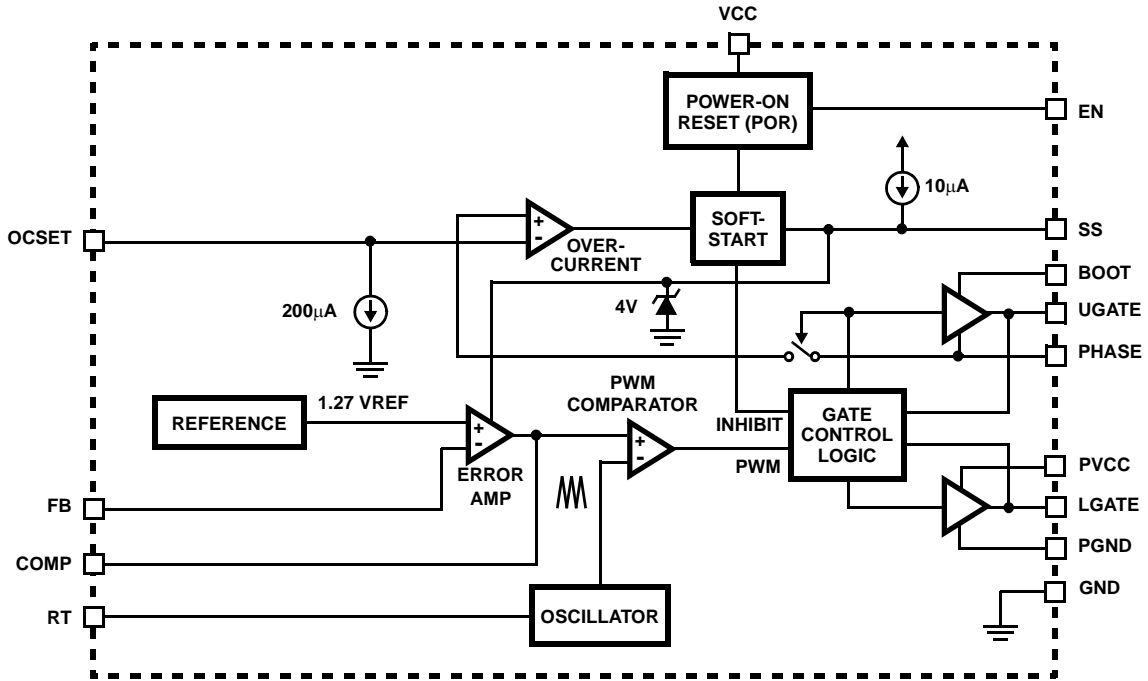 VCC
POWER-ON
RESET (POR)
EN
10µA
OCSET
+
-
OVER-
CURRENT
SOFT-
START
SS
BOOT
200µA
4V
UGATE
PHASE
REFERENCE
1.27 VREF
+
-
ERROR
AMP
PWM
COMPARATOR
+
-
INHIBIT
PWM
GATE
CONTROL
LOGIC
PVCC
FB
LGATE
COMP
PGND
GND
RT
OSCILLATOR